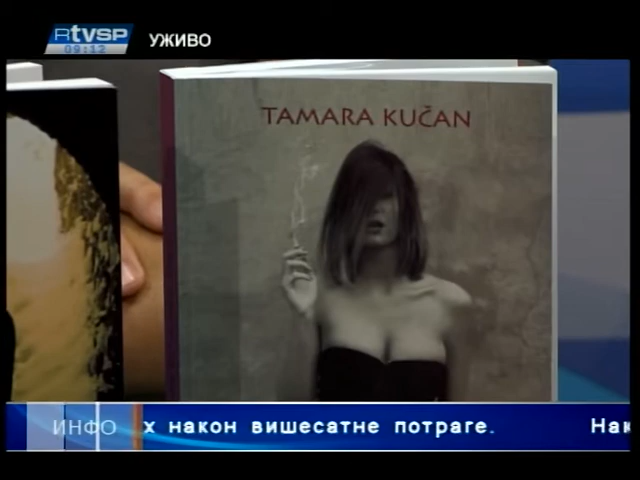 RTVSP
09:12
УЖИВО
TAMARA KUČAN
ИНФО
х након вишесатне потраге.
Нак